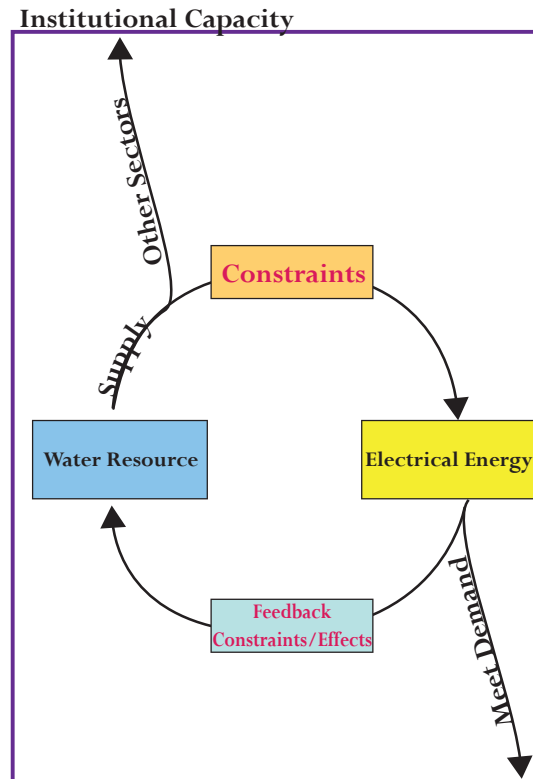 Institutional Capacity
Other Sectors
Constraints
Supply
Water Resource
Electrical Energy
Feedback
Constraints/Effects
Meet Demand